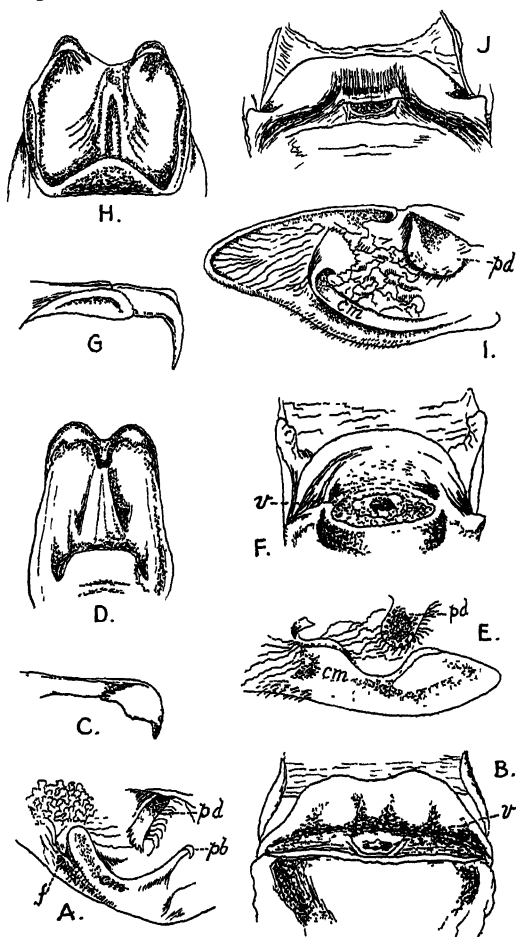 J
H.
pd
cm
I.
G
v
F.
D.
pd
E.
cm
C.
B.
v
pd
pb
cm
f
A.